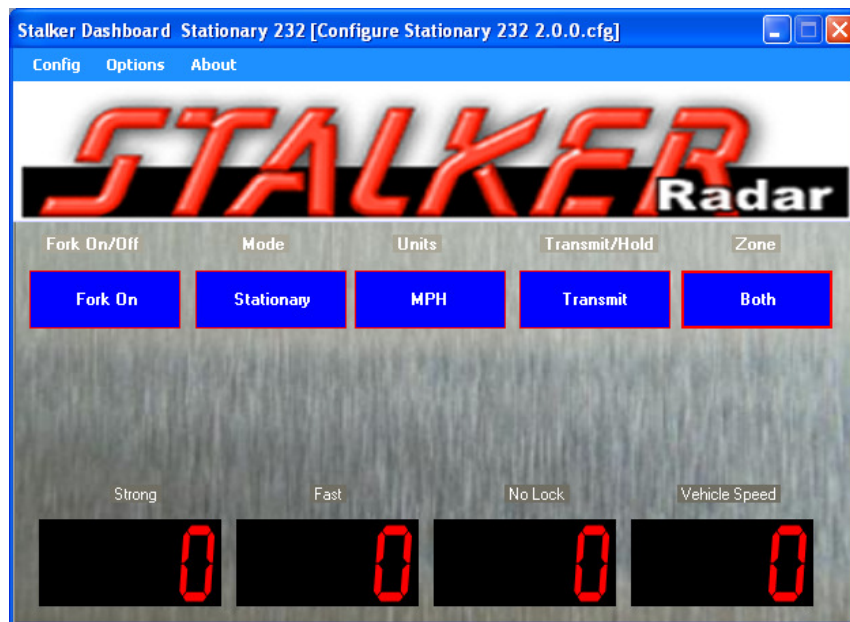 Stalker Dashboard Stationary 232 [Configure Stationary 232 2.0.0.cfg]
Config Options About
STALKER
Radar
Fork On/Off Mode Units Transmit/Hold Zone
Fork On Stationary MPH Transmit Both
Strong Fast No Lock Vehicle Speed
0 0 0 0